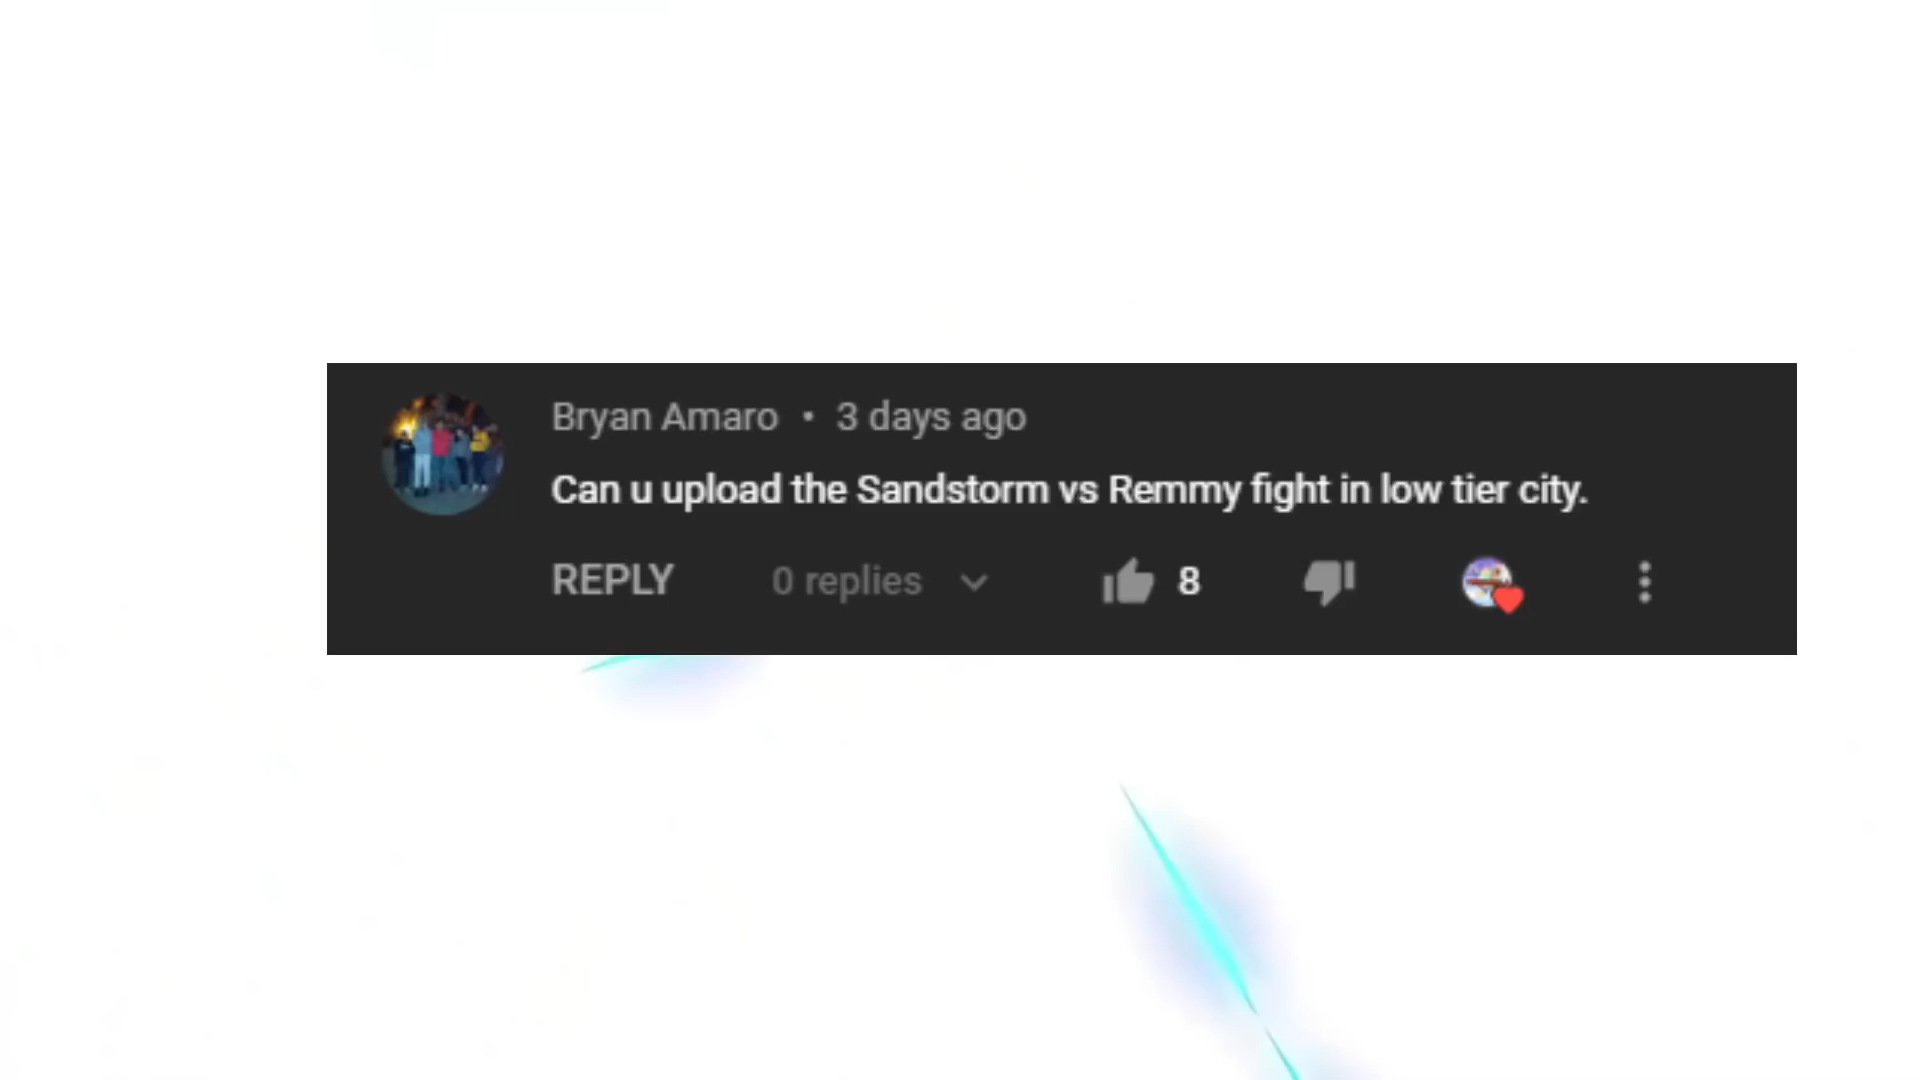 Bryan Amaro • 3 days ago
Can u upload the Sandstorm vs Remmy fight in low tier city.
REPLY 0 replies 8